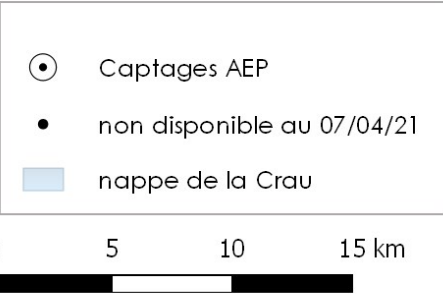 Captages AEP
non disponible au 07/04/21
nappe de la Crau
5 10 15 km